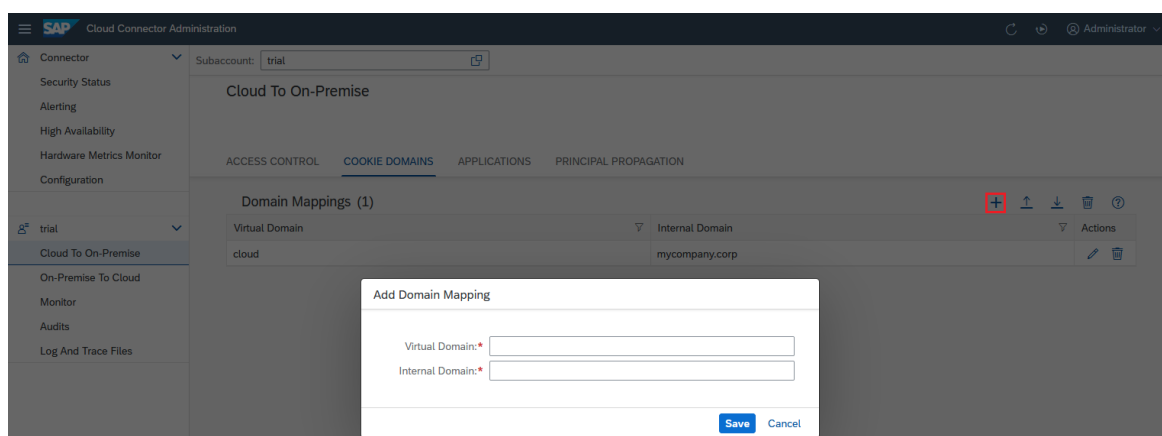 SAP Cloud Connector Administration
Administrator
Connector
Security Status
Alerting
High Availability
Hardware Metrics Monitor
Configuration
trial
Cloud To On-Premise
On-Premise To Cloud
Monitor
Audits
Log And Trace Files
Subaccount: trial
Cloud To On-Premise
ACCESS CONTROL COOKIE DOMAINS APPLICATIONS PRINCIPAL PROPAGATION
Domain Mappings (1)
Virtual Domain Internal Domain Actions
cloud mycompany.corp
Add Domain Mapping
Virtual Domain:*
Internal Domain:*
Save Cancel